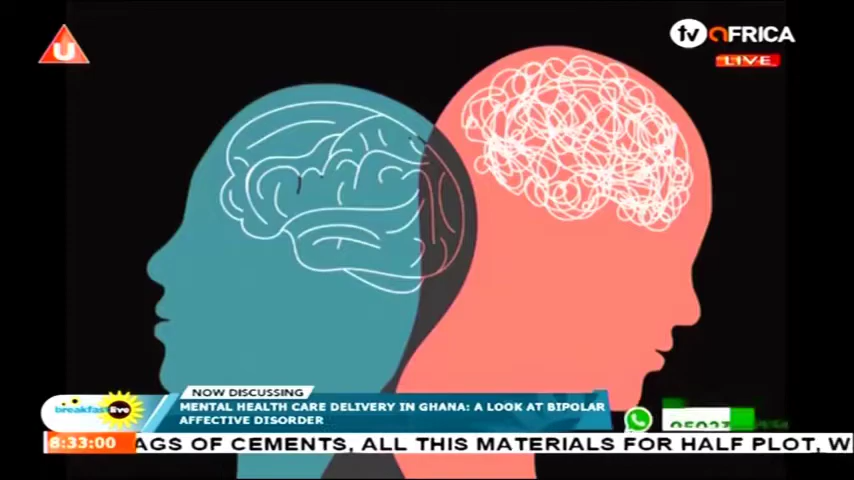 U
tv AFRICA
LIVE
NOW DISCUSSING
breakfast live
MENTAL HEALTH CARE DELIVERY IN GHANA: A LOOK AT BIPOLAR
AFFECTIVE DISORDER
8:33:00
AGS OF CEMENTS, ALL THIS MATERIALS FOR HALF PLOT, W